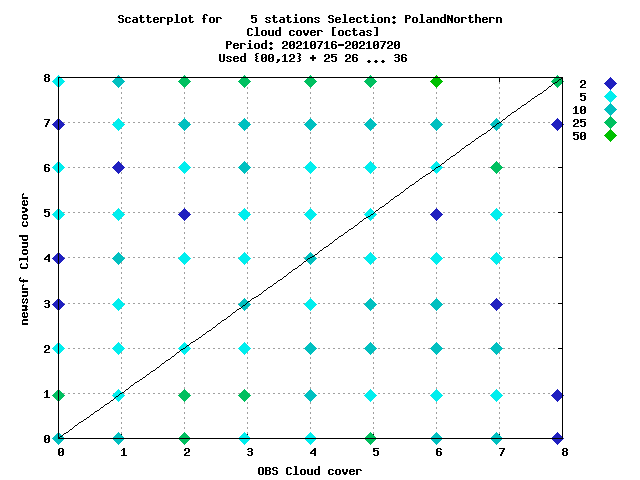 Scatterplot for 5 stations Selection: PolandNorthern
Cloud cover [octas]
Period: 20210716-20210720
Used {00,12} + 25 26 ... 36
8
7
6
5
4
3
2
1
0
newsurf Cloud cover
0 1 2 3 4 5 6 7 8
OBS Cloud cover
2
5
10
25
50